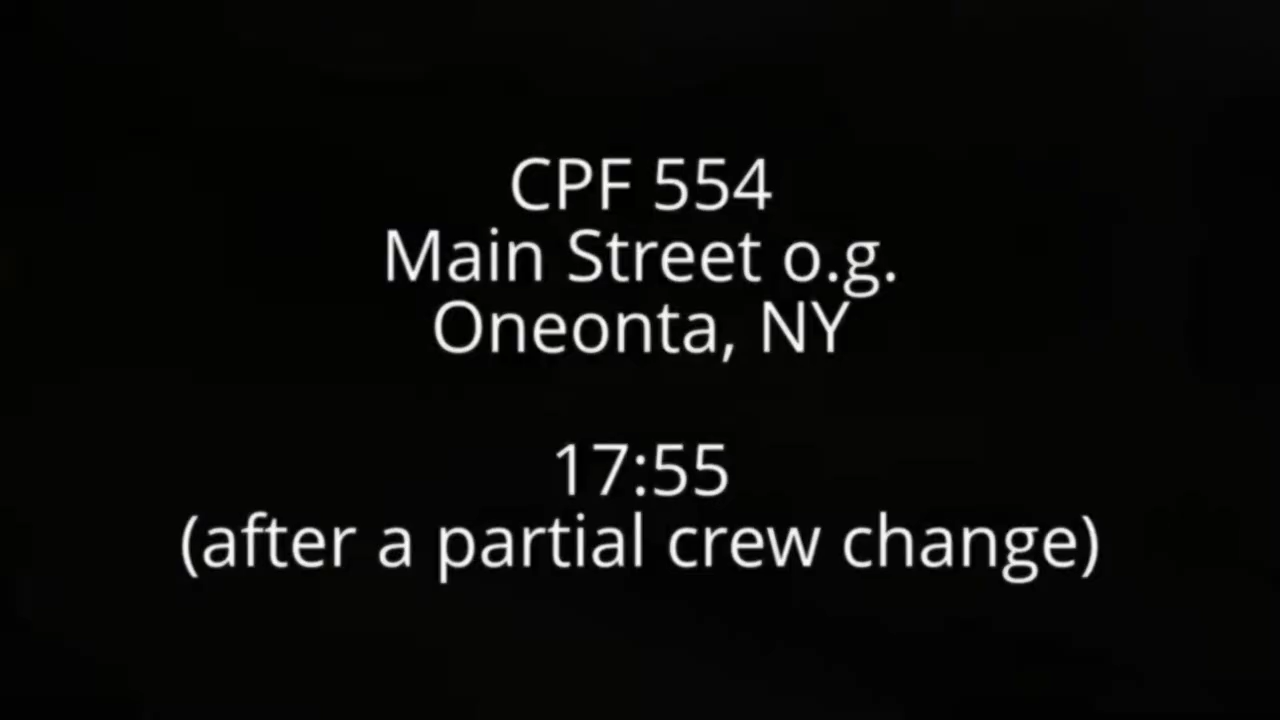 CPF 554
Main Street o.g.
Oneonta, NY
17:55
(after a partial crew change)